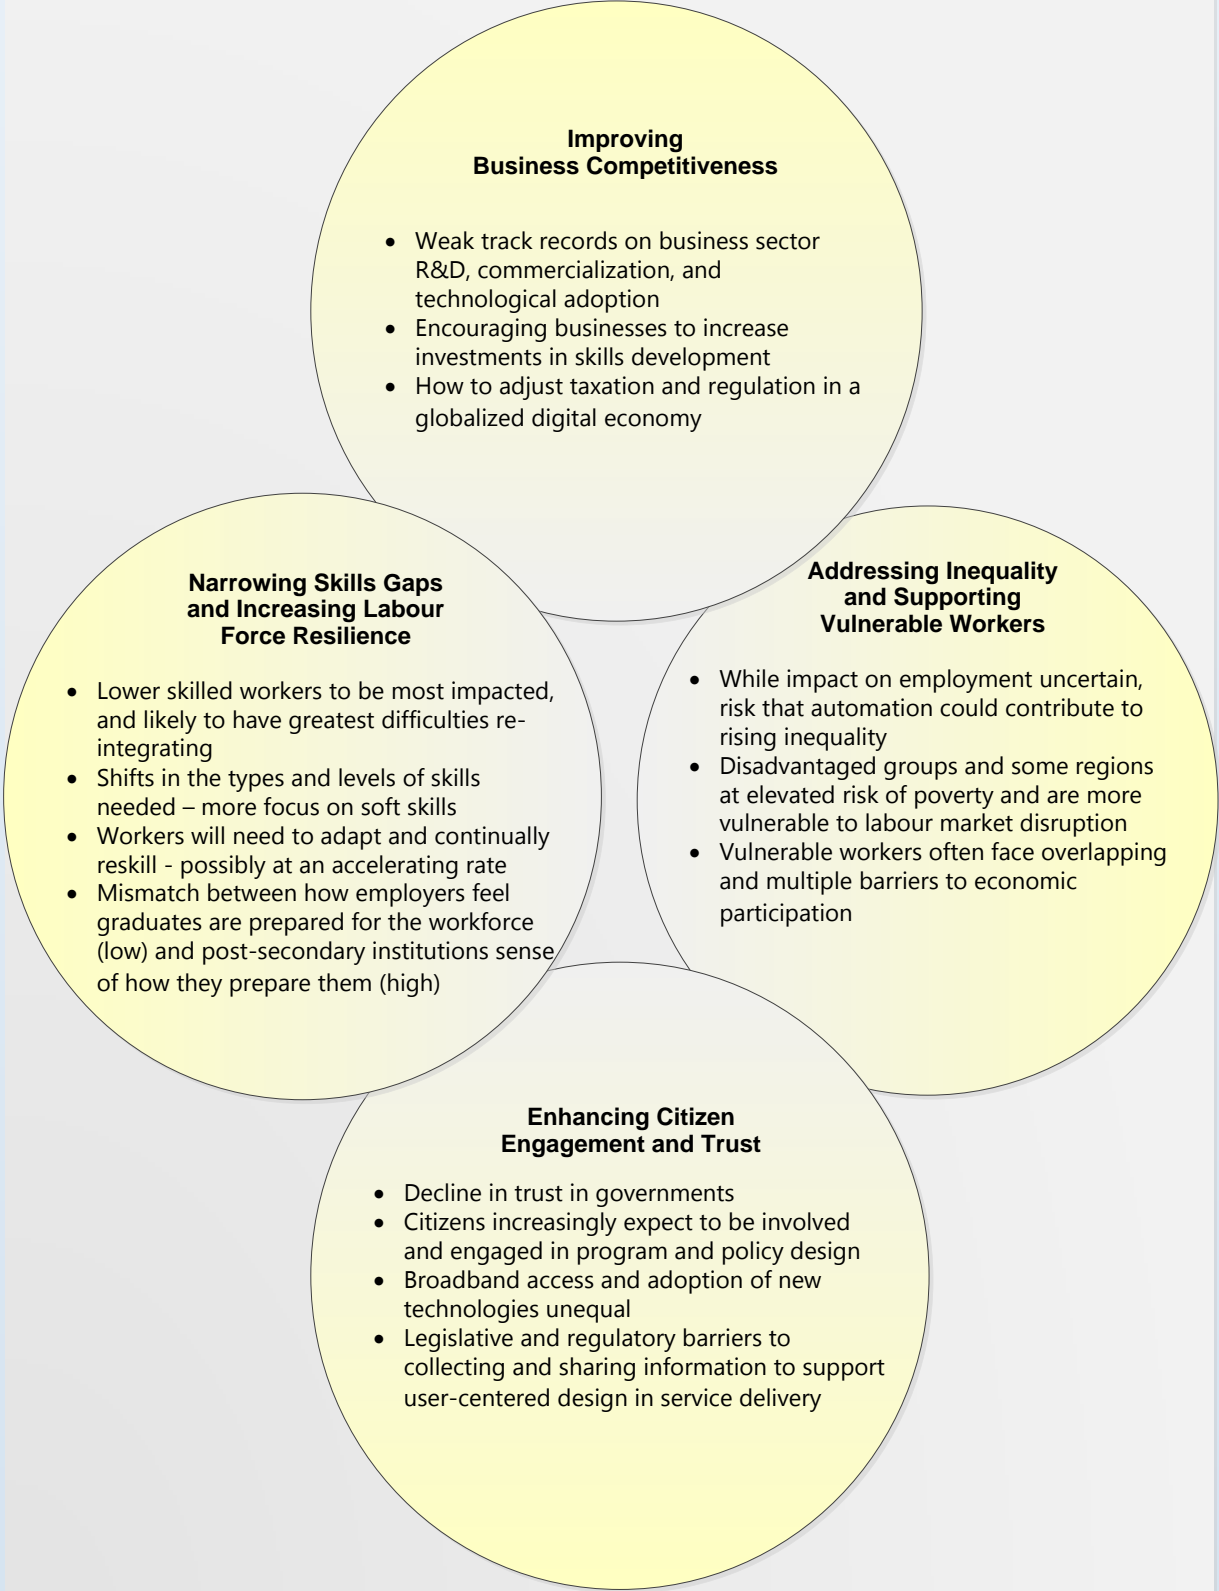 Improving
Business Competitiveness
• Weak track records on business sector
R&D, commercialization, and
technological adoption
• Encouraging businesses to increase
investments in skills development
• How to adjust taxation and regulation in a
globalized digital economy
Narrowing Skills Gaps
and Increasing Labour
Force Resilience
• Lower skilled workers to be most impacted,
and likely to have greatest difficulties re-
integrating
• Shifts in the types and levels of skills
needed – more focus on soft skills
• Workers will need to adapt and continually
reskill - possibly at an accelerating rate
• Mismatch between how employers feel
graduates are prepared for the workforce
(low) and post-secondary institutions sense
of how they prepare them (high)
Addressing Inequality
and Supporting
Vulnerable Workers
• While impact on employment uncertain,
risk that automation could contribute to
rising inequality
• Disadvantaged groups and some regions
at elevated risk of poverty and are more
vulnerable to labour market disruption
• Vulnerable workers often face overlapping
and multiple barriers to economic
participation
Enhancing Citizen
Engagement and Trust
• Decline in trust in governments
• Citizens increasingly expect to be involved
and engaged in program and policy design
• Broadband access and adoption of new
technologies unequal
• Legislative and regulatory barriers to
collecting and sharing information to support
user-centered design in service delivery